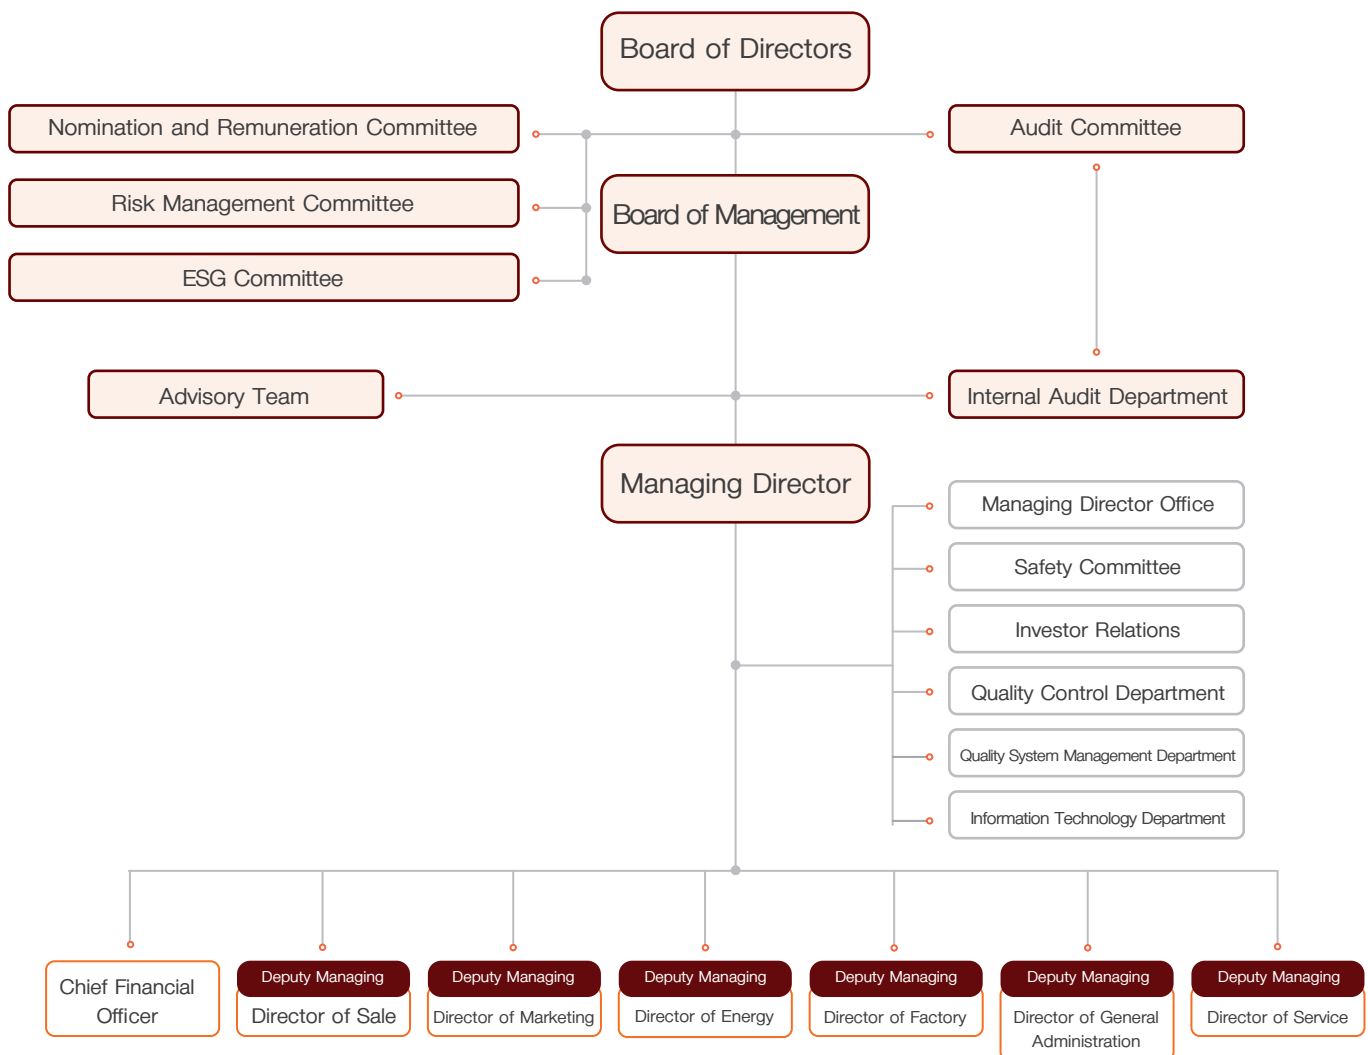 Board of Directors
Nomination and Remuneration Committee
Audit Committee
Risk Management Committee
Board of Management
ESG Committee
Advisory Team
Internal Audit Department
Managing Director
Managing Director Office
Safety Committee
Investor Relations
Quality Control Department
Quality System Management Department
Information Technology Department
Chief Financial
Officer
Deputy Managing
Director of Sale
Deputy Managing
Director of Marketing
Deputy Managing
Director of Energy
Deputy Managing
Director of Factory
Deputy Managing
Director of General
Administration
Deputy Managing
Director of Service